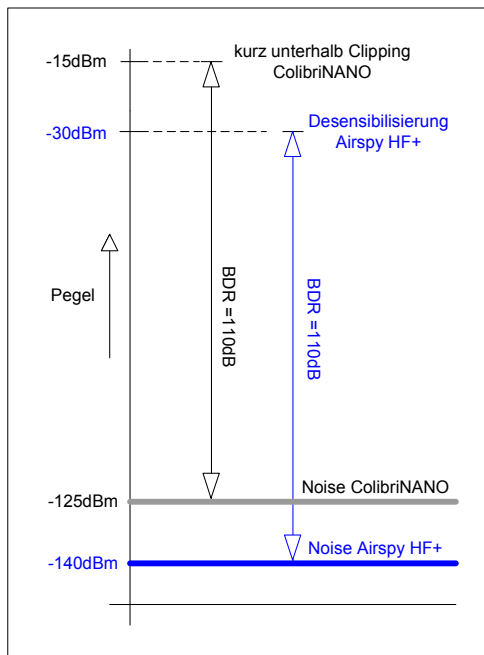 -15dBm
kurz unterhalb Clipping
ColibriNANO
-30dBm
Desensibilisierung
Airspy HF+
Pegel
BDR =110dB
BDR =110dB
Noise ColibriNANO
-125dBm
Noise Airspy HF+
-140dBm